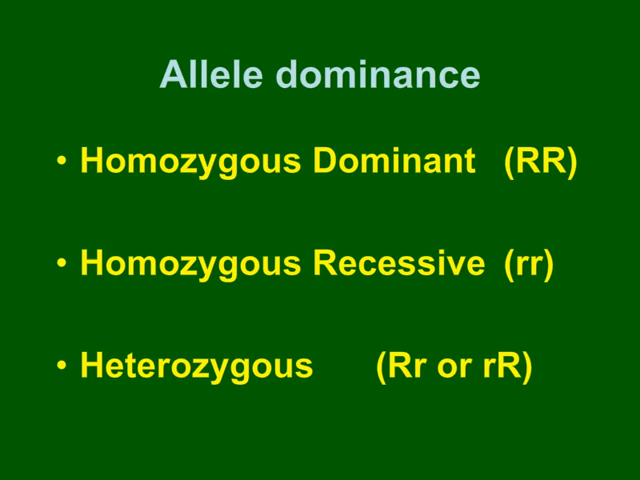 Allele dominance
• Homozygous Dominant (RR)
• Homozygous Recessive (rr)
• Heterozygous (Rr or rR)